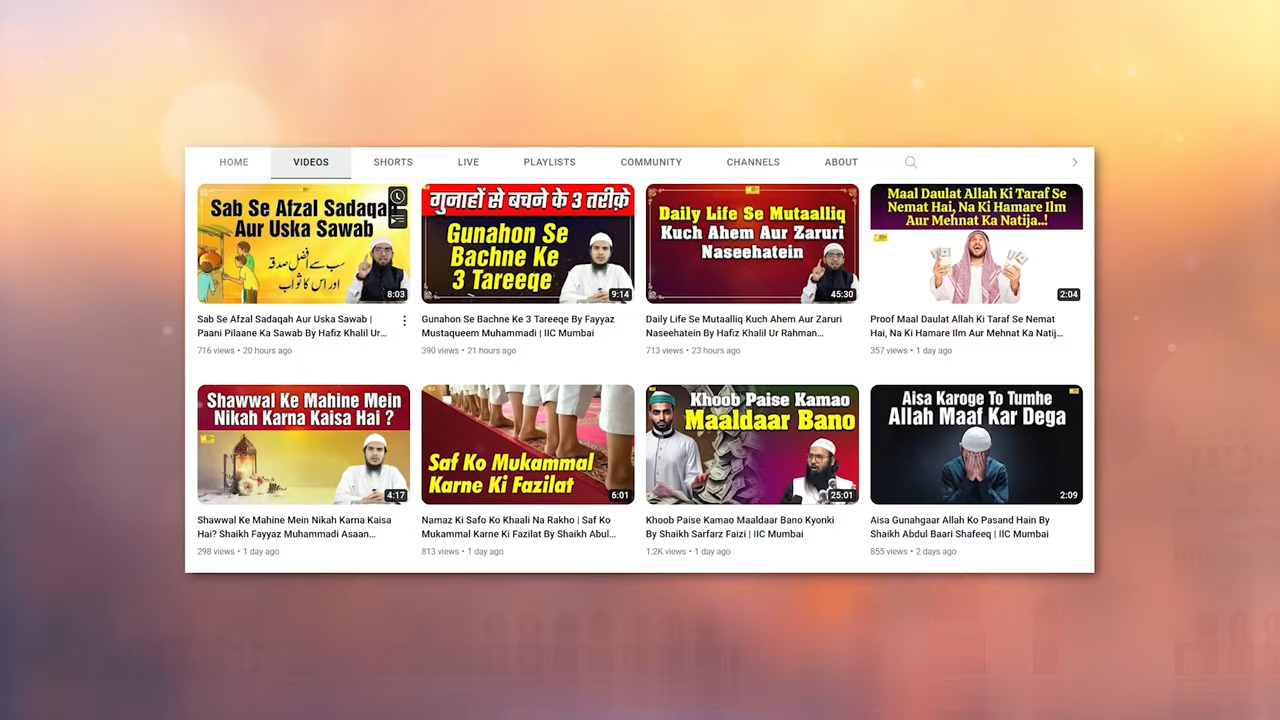 HOME VIDEOS SHORTS LIVE PLAYLISTS COMMUNITY CHANNELS ABOUT
Sab Se Afzal Sadaqa
Aur Uska Sawab
سب سے افضل صدقہ
اور اس کا ثواب
8:03
Sab Se Afzal Sadaqah Aur Uska Sawab |
Paani Pilaane Ka Sawab By Hafiz Khalil Ur...
716 views • 20 hours ago
गुनाहों से बचने के 3 तरीक़े
Gunahon Se
Bachne Ke
3 Tareeqe
9:14
Gunahon Se Bachne Ke 3 Tareeqe By Fayyaz
Mustaqueem Muhammadi | IIC Mumbai
390 views • 21 hours ago
Daily Life Se Mutaalliq
Kuch Ahem Aur Zaruri
Naseehatein
45:30
Daily Life Se Mutaalliq Kuch Ahem Aur Zaruri
Naseehatein By Hafiz Khalil Ur Rahman...
713 views • 23 hours ago
Maal Daulat Allah Ki Taraf Se
Nemat Hai, Na Ki Hamare Ilm
Aur Mehnat Ka Natija..!
2:04
Proof Maal Daulat Allah Ki Taraf Se Nemat
Hai, Na Ki Hamare Ilm Aur Mehnat Ka Natij...
357 views • 1 day ago
Shawwal Ke Mahine Mein
Nikah Karna Kaisa Hai ?
4:17
Shawwal Ke Mahine Mein Nikah Karna Kaisa
Hai? Shaikh Fayyaz Muhammadi Asaan...
298 views • 1 day ago
Saf Ko Mukammal
Karne Ki Fazilat
6:01
Namaz Ki Safo Ko Khaali Na Rakho | Saf Ko
Mukammal Karne Ki Fazilat By Shaikh Abul...
813 views • 1 day ago
Khoob Paise Kamao
Maaldaar Bano
25:01
Khoob Paise Kamao Maaldaar Bano Kyonki
By Shaikh Sarfarz Faizi | IIC Mumbai
1.2K views • 1 day ago
Aisa Karoge To Tumhe
Allah Maaf Kar Dega
2:09
Aisa Gunahgaar Allah Ko Pasand Hain By
Shaikh Abdul Baari Shafeeq | IIC Mumbai
855 views • 2 days ago